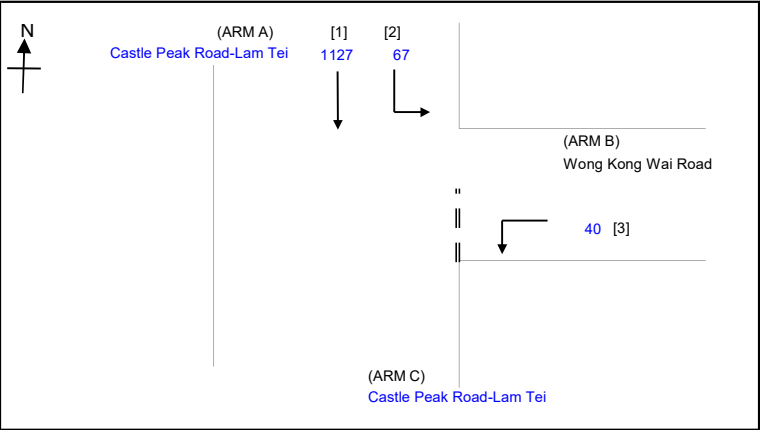 N
(ARM A) [1] [2]
Castle Peak Road-Lam Tei 1127 67
(ARM B)
Wong Kong Wai Road
40 [3]
(ARM C)
Castle Peak Road-Lam Tei